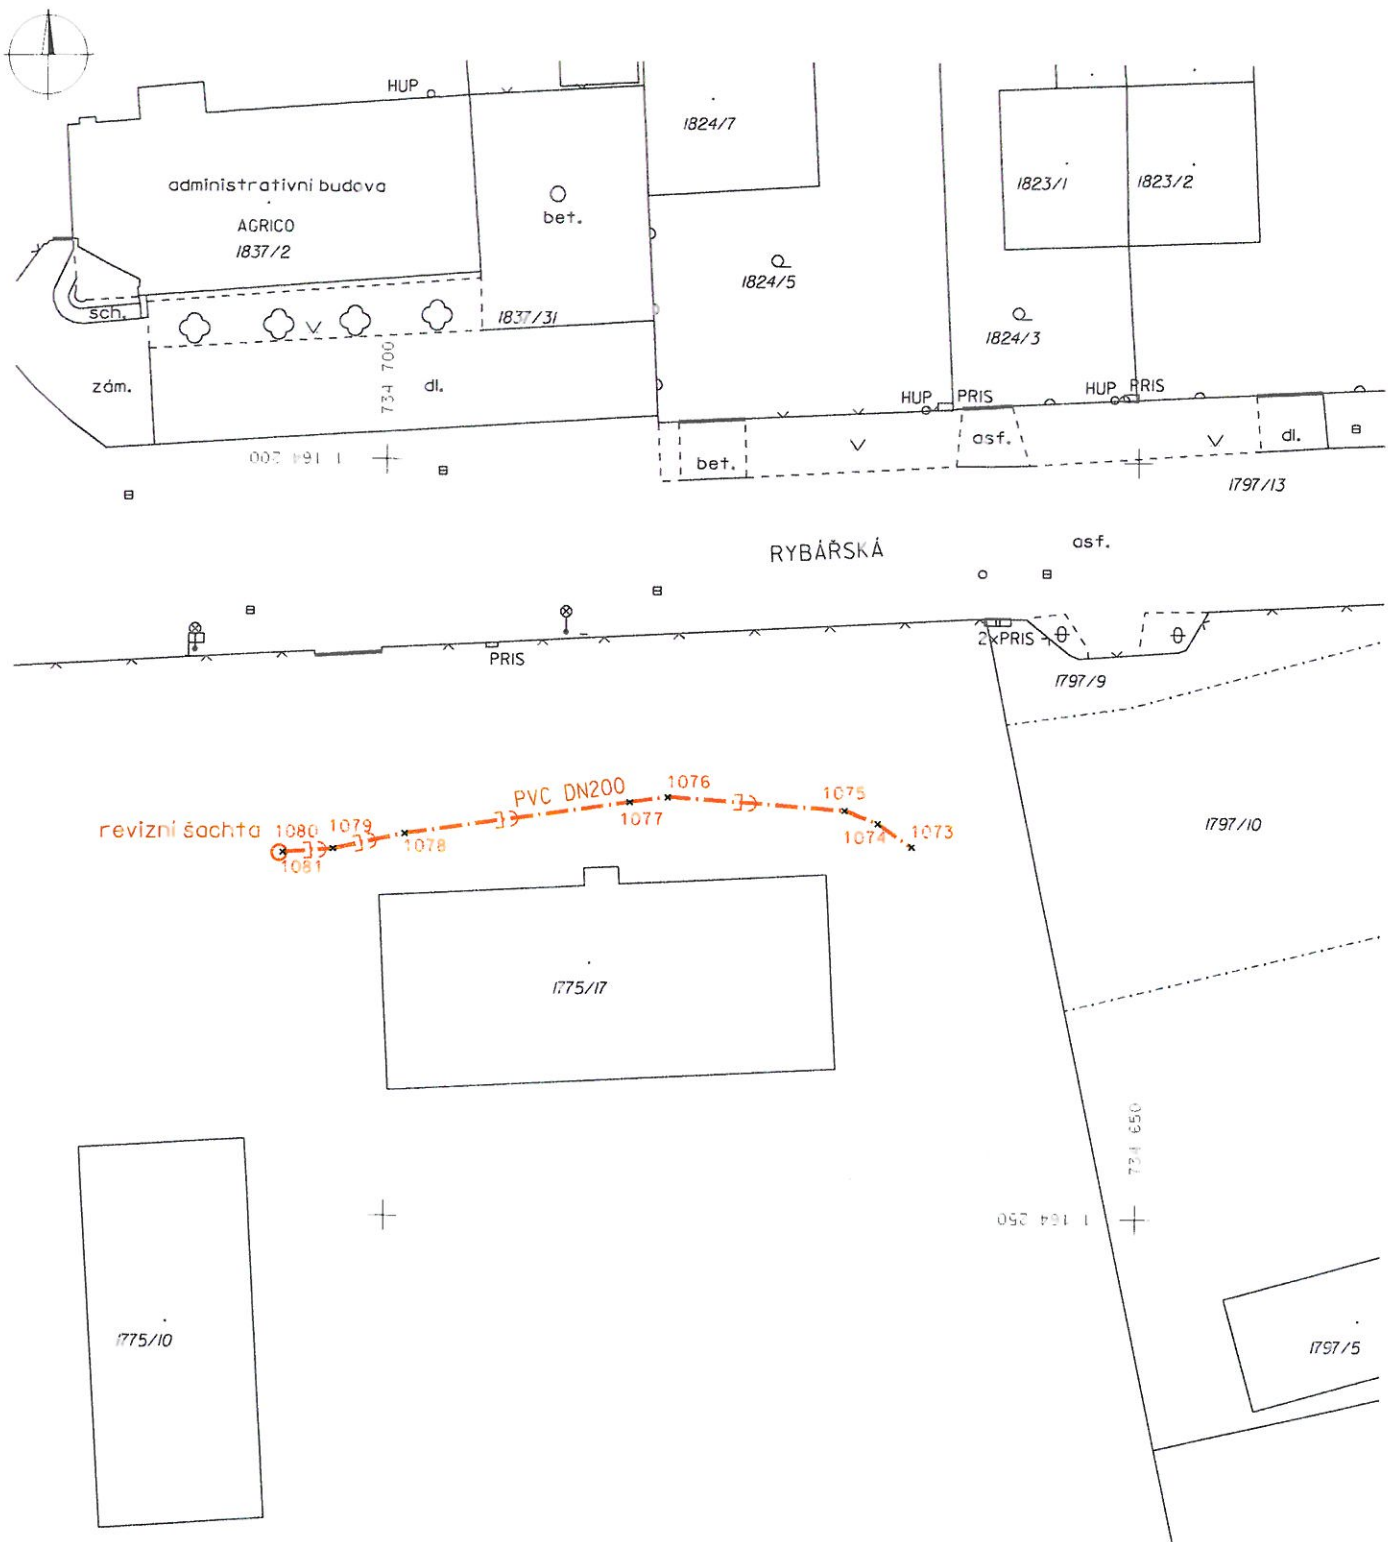 HUP
1824/7
administrativní budova
1823/1
1823/2
AGRICO
bet.
1837/2
1824/5
sch.
1837/31
1824/3
734 700
zám.
dl.
HUP
PRIS
HUP
PRIS
asf.
dl.
1 164 200
bet.
1797/13
RYBÁŘSKÁ
asf.
PRIS
2×PRIS
1797/9
PVC DN200
1076
1075
revizní šachta
1080
1079
1077
1797/10
1078
1074
1073
1081
1775/17
734 650
1 164 250
1775/10
1797/5